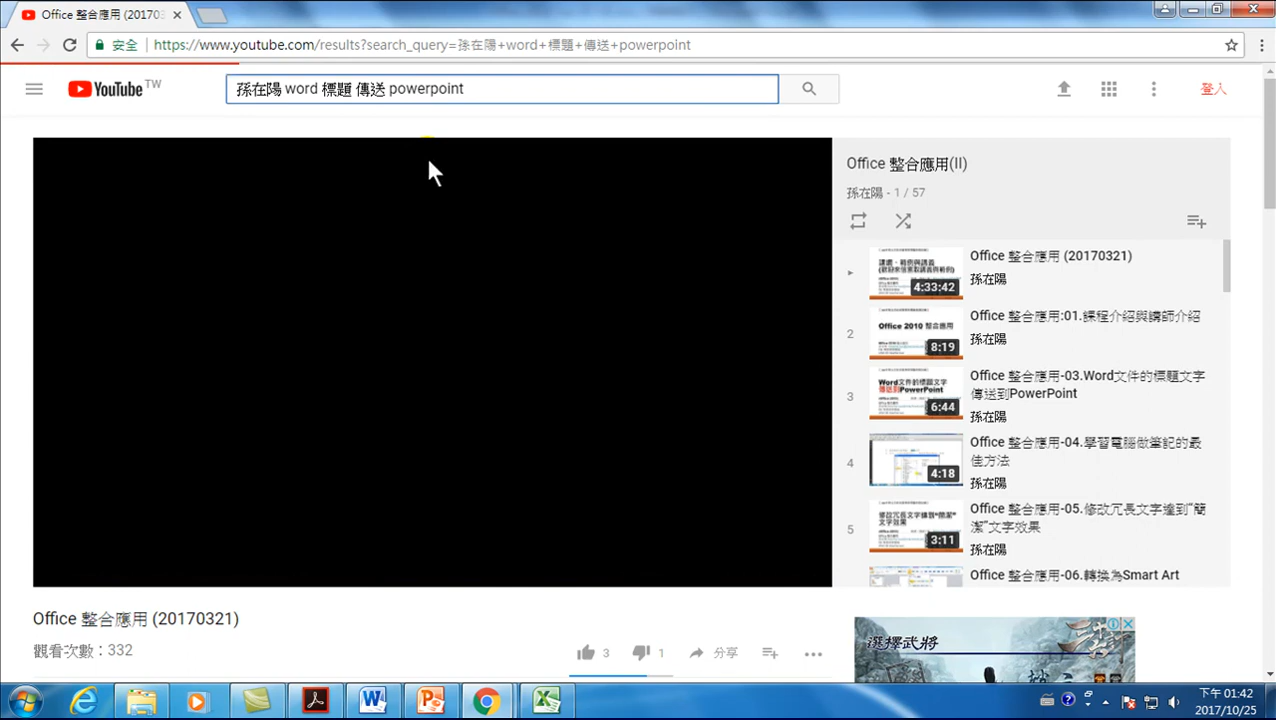 Office 整合應用 (20170321)
安全 https://www.youtube.com/results?search_query=孫在陽+word+標題+傳送+powerpoint
YouTube TW
孫在陽 word 標題 傳送 powerpoint
登入
Office 整合應用(II)
孫在陽 - 1 / 57
4:33:42
Office 整合應用 (20170321)
孫在陽
2
Office 2010 整合應用
8:19
Office 整合應用:01.課程介紹與講師介紹
孫在陽
3
Word文件的標題文字
傳送到PowerPoint
6:44
Office 整合應用-03.Word文件的標題文字
傳送到PowerPoint
孫在陽
4
4:18
Office 整合應用-04.學習電腦做筆記的最
佳方法
孫在陽
5
3:11
Office 整合應用-05.修改冗長文字達到"簡
潔"文字效果
孫在陽
Office 整合應用-06.轉換為Smart Art
Office 整合應用 (20170321)
觀看次數：332
3
1
分享
選擇武將
下午 01:42
2017/10/25